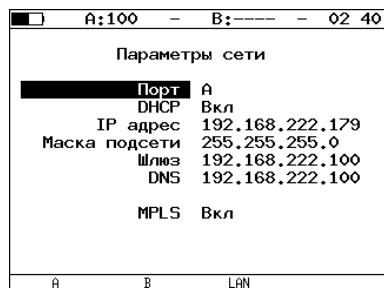 A:100 – B:---- – 02 40
Параметры сети
Порт A
DHCP Вкл
IP адрес 192.168.222.179
Маска подсети 255.255.255.0
Шлюз 192.168.222.100
DNS 192.168.222.100
MPLS Вкл
A B LAN